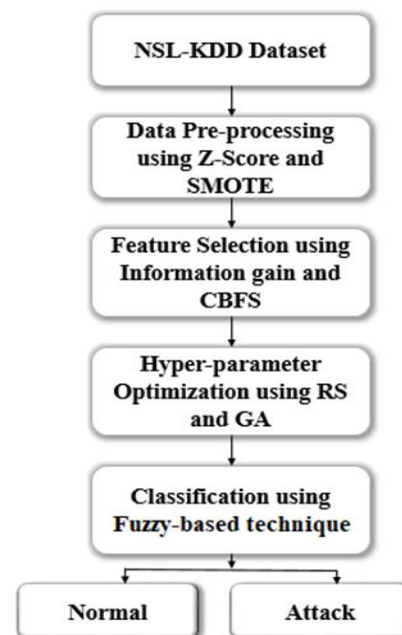 NSL-KDD Dataset
Data Pre-processing
using Z-Score and
SMOTE
Feature Selection using
Information gain and
CBFS
Hyper-parameter
Optimization using RS
and GA
Classification using
Fuzzy-based technique
Normal
Attack